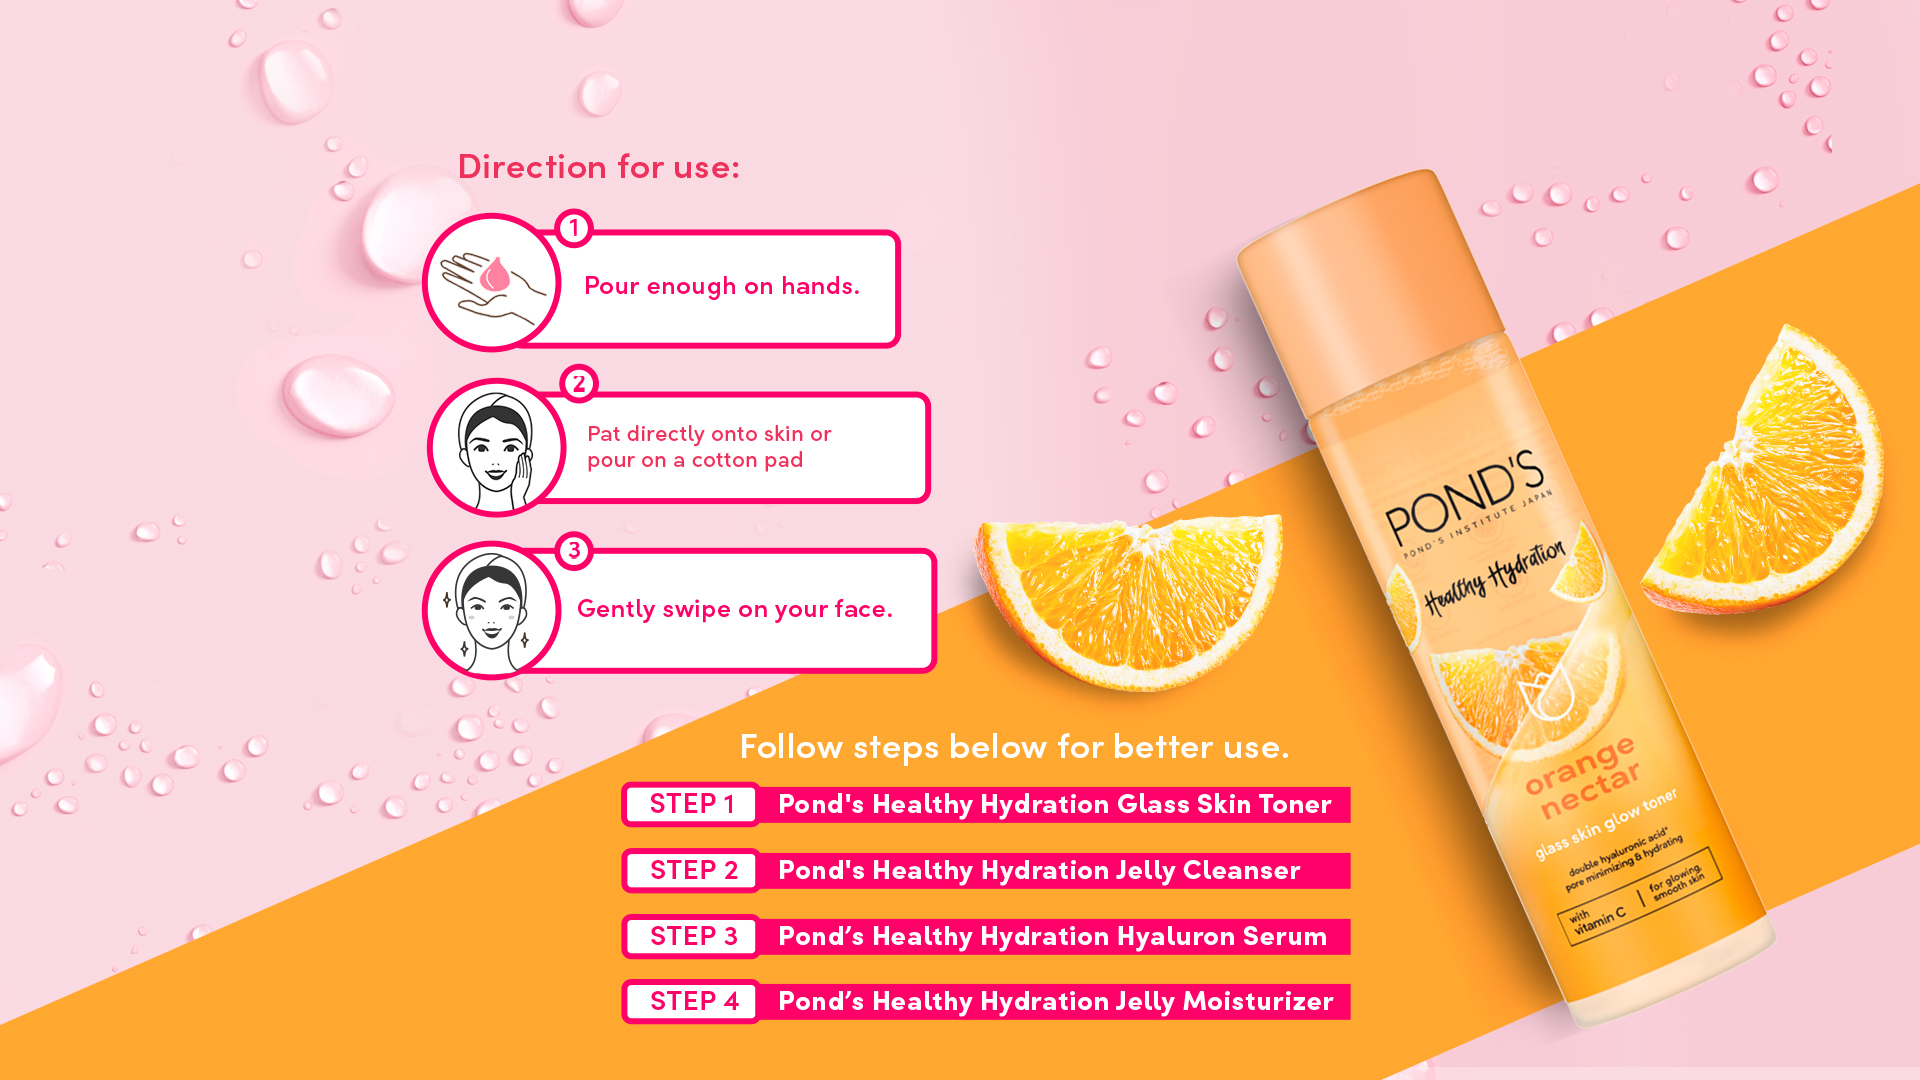 Direction for use:
1
Pour enough on hands.
2
Pat directly onto skin or
pour on a cotton pad
3
Gently swipe on your face.
POND'S
POND'S INSTITUTE JAPAN
Healthy Hydration
orange
nectar
glass skin glow toner
double hyaluronic acid*
pore minimizing & hydrating
with
vitamin C
for glowing,
smooth skin
Follow steps below for better use.
STEP 1 Pond's Healthy Hydration Glass Skin Toner
STEP 2 Pond's Healthy Hydration Jelly Cleanser
STEP 3 Pond’s Healthy Hydration Hyaluron Serum
STEP 4 Pond’s Healthy Hydration Jelly Moisturizer